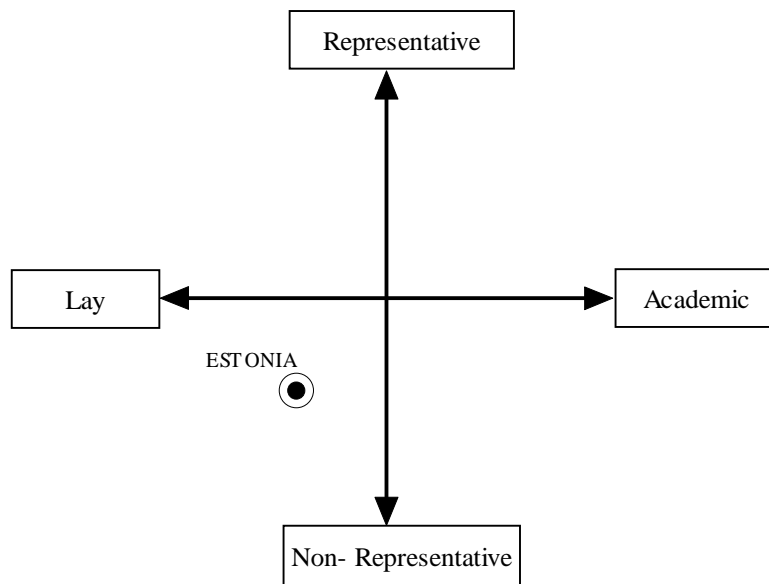 Representative
Lay
Academic
ESTONIA
Non- Representative